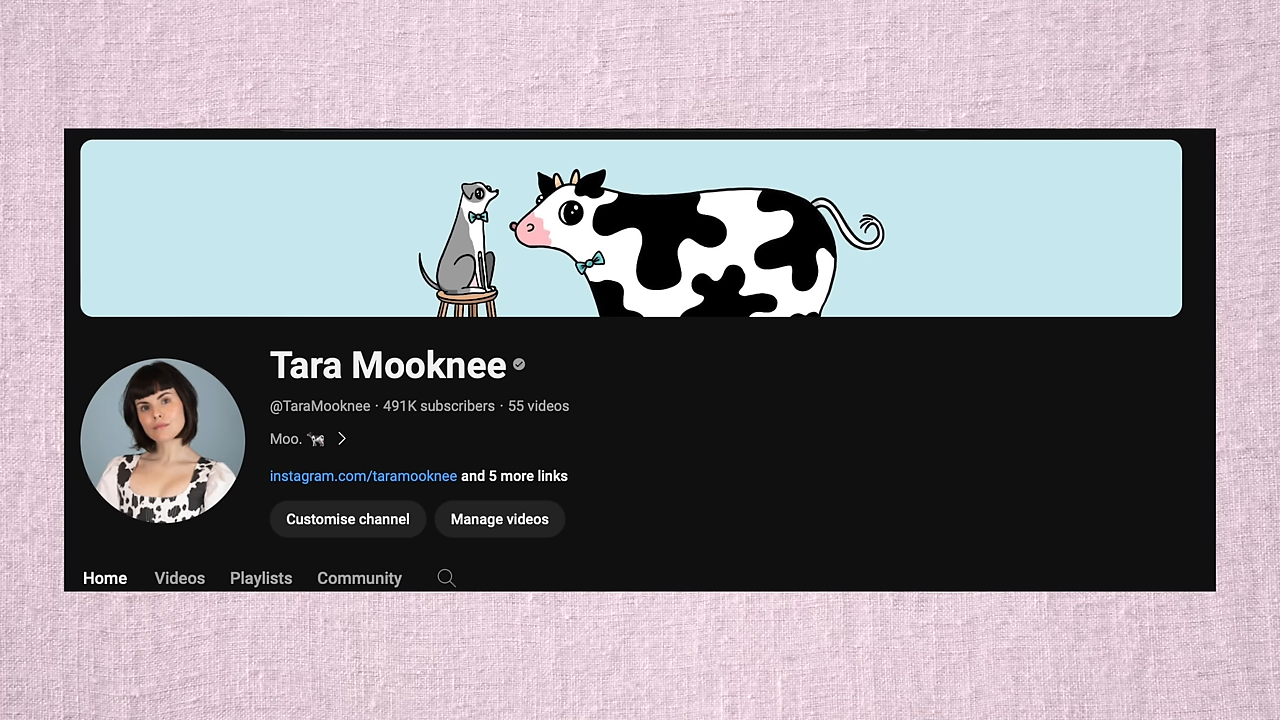 Tara Mooknee
@TaraMooknee · 491K subscribers · 55 videos
Moo. 🐄
instagram.com/taramooknee and 5 more links
Customise channel Manage videos
Home Videos Playlists Community